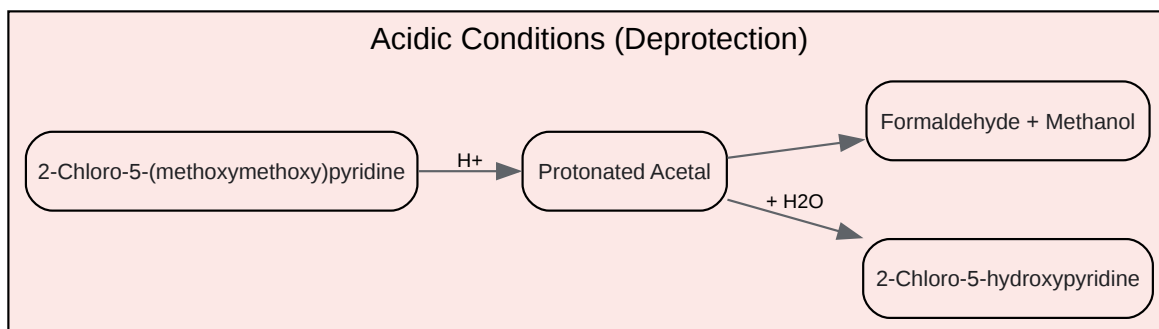 Acidic Conditions (Deprotection)
2-Chloro-5-(methoxymethoxy)pyridine
H+
Protonated Acetal
Formaldehyde + Methanol
+ H2O
2-Chloro-5-hydroxypyridine